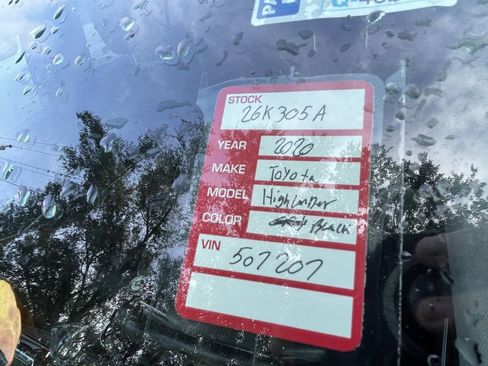 STOCK 26K305A
YEAR 2020
MAKE TOYOTA
MODEL HIGHLANDER
COLOR Black
VIN 507207